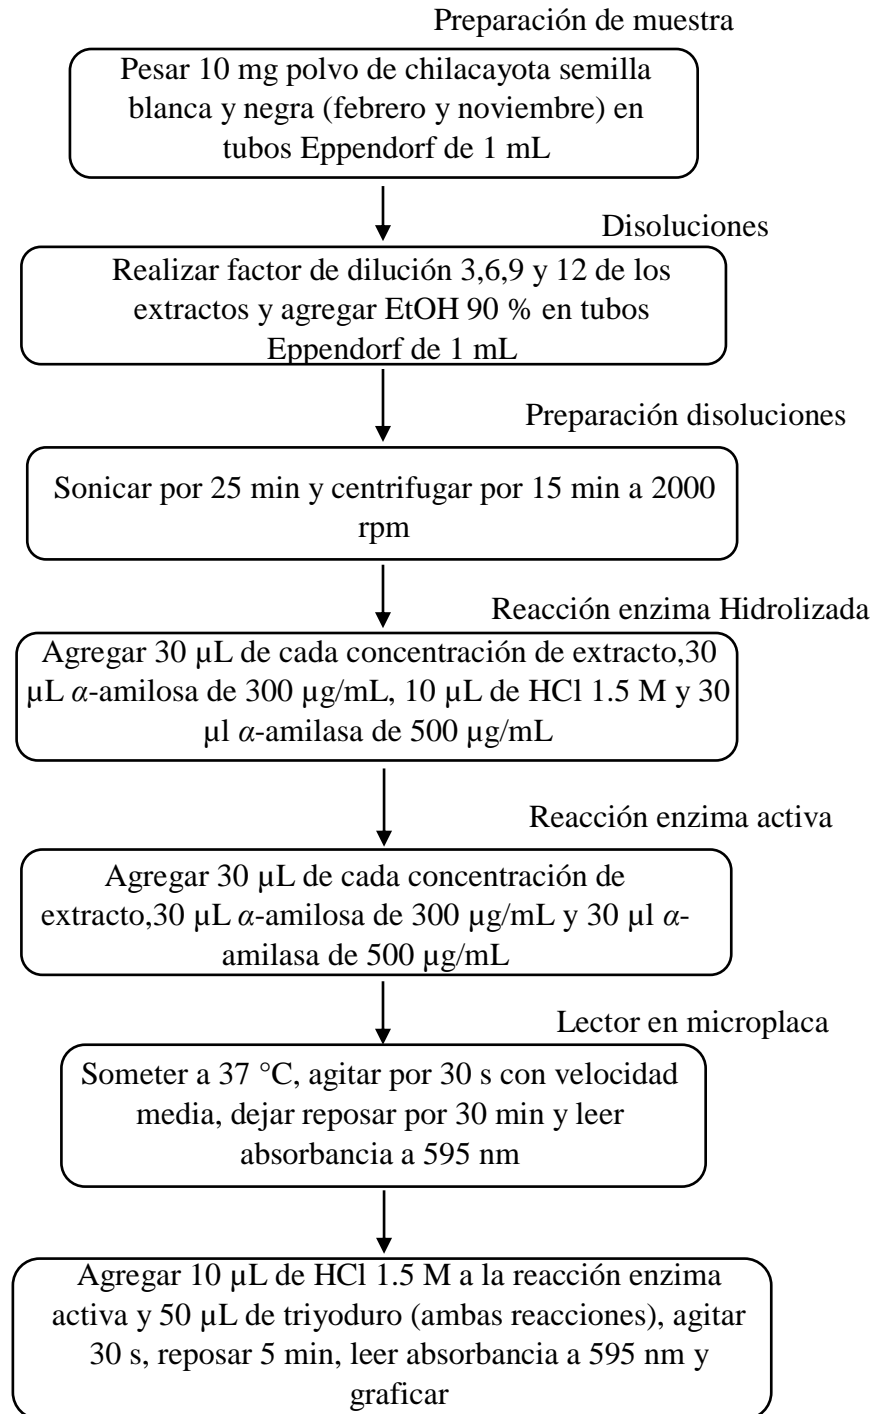 Preparación de muestra
Pesar 10 mg polvo de chilacayota semilla
blanca y negra (febrero y noviembre) en
tubos Eppendorf de 1 mL
Disoluciones
Realizar factor de dilución 3,6,9 y 12 de los
extractos y agregar EtOH 90 % en tubos
Eppendorf de 1 mL
Preparación disoluciones
Sonicar por 25 min y centrifugar por 15 min a 2000
rpm
Reacción enzima Hidrolizada
Agregar 30 µL de cada concentración de extracto,30
µL α-amilosa de 300 µg/mL, 10 µL de HCl 1.5 M y 30
µl α-amilasa de 500 µg/mL
Reacción enzima activa
Agregar 30 µL de cada concentración de
extracto,30 µL α-amilosa de 300 µg/mL y 30 µl α-
amilasa de 500 µg/mL
Lector en microplaca
Someter a 37 °C, agitar por 30 s con velocidad
media, dejar reposar por 30 min y leer
absorbancia a 595 nm
Agregar 10 µL de HCl 1.5 M a la reacción enzima
activa y 50 µL de triyoduro (ambas reacciones), agitar
30 s, reposar 5 min, leer absorbancia a 595 nm y
graficar